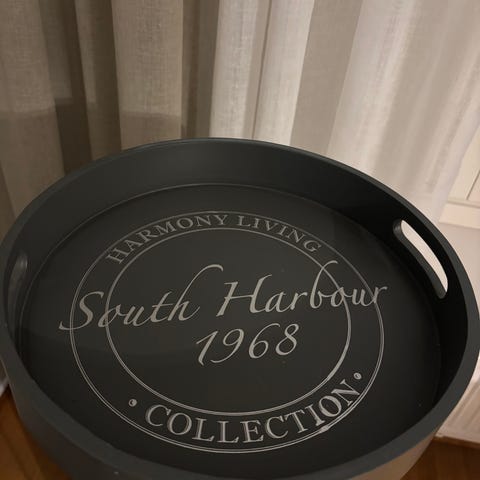 HARMONY LIVING
South Harbour
1968
• COLLECTION •